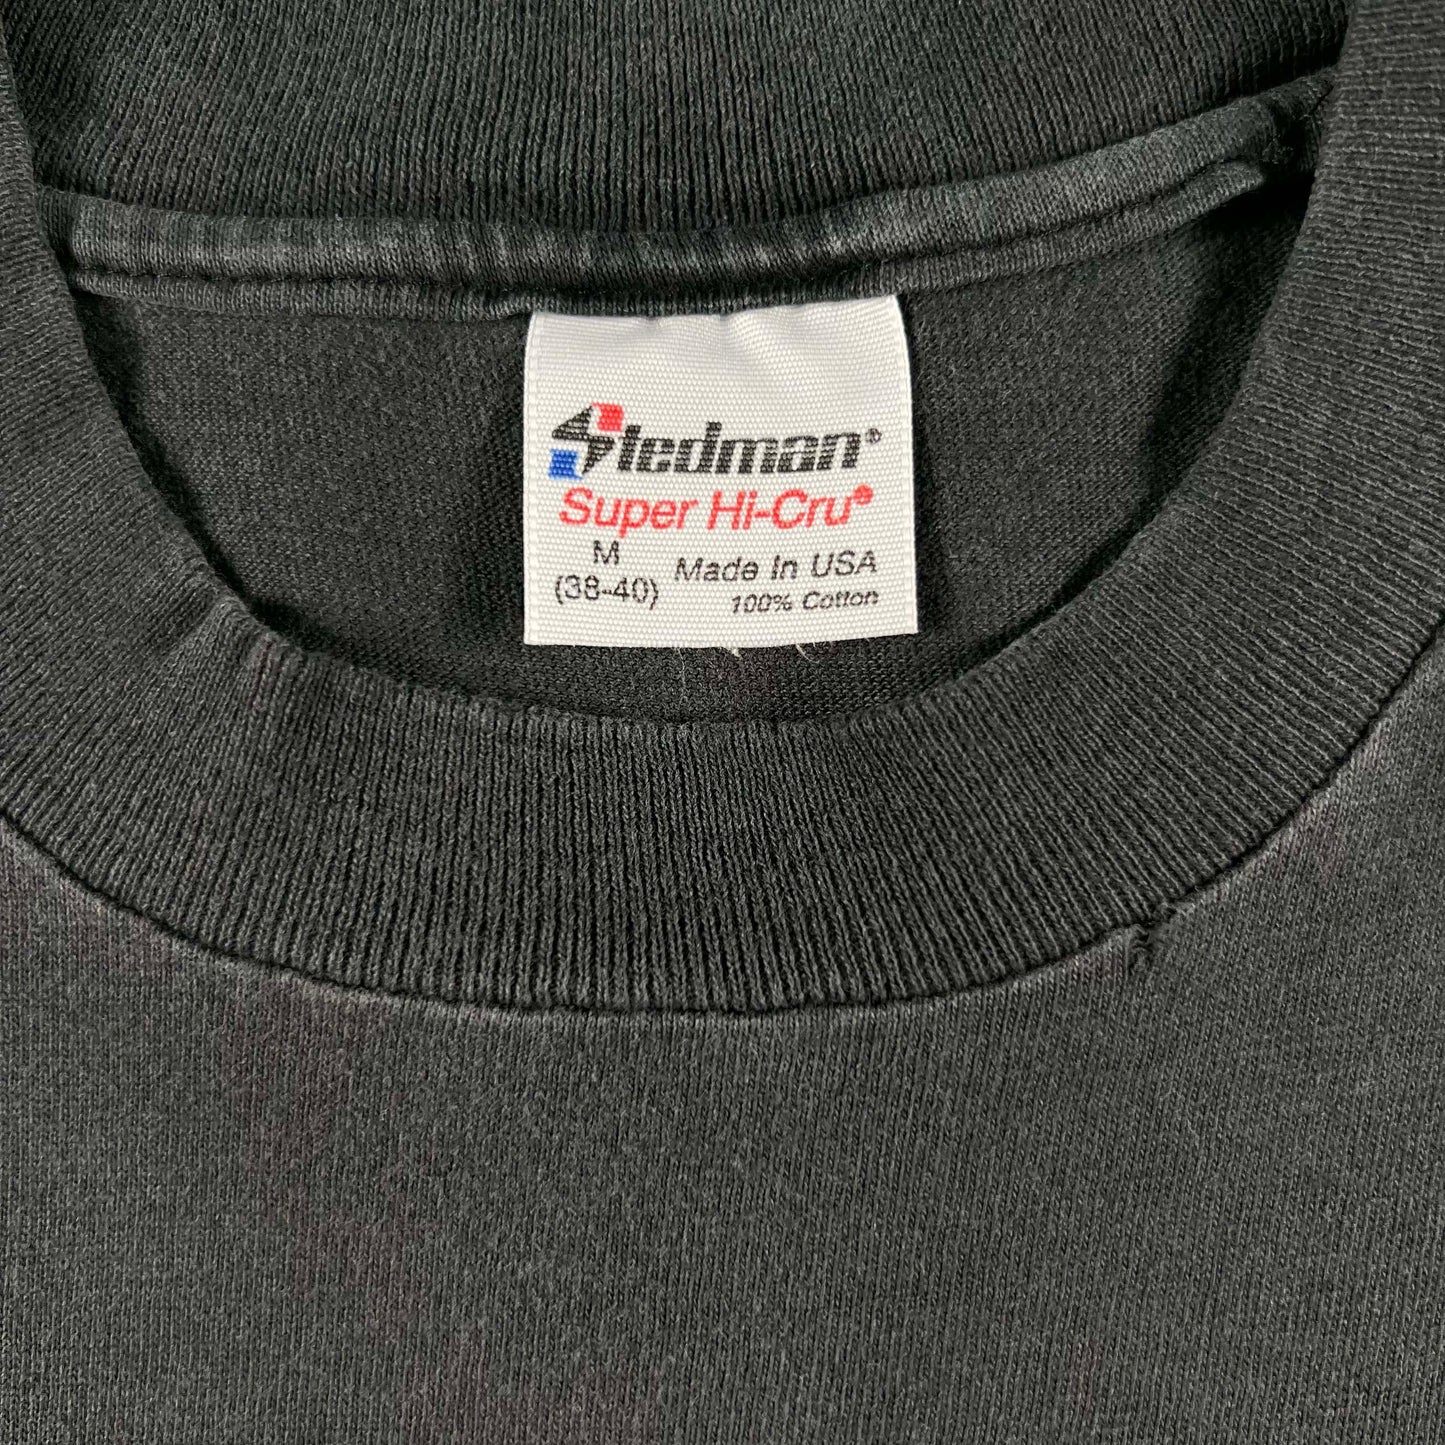 Stedman®
Super Hi-Cru®
M
(38-40)
Made In USA
100% Cotton